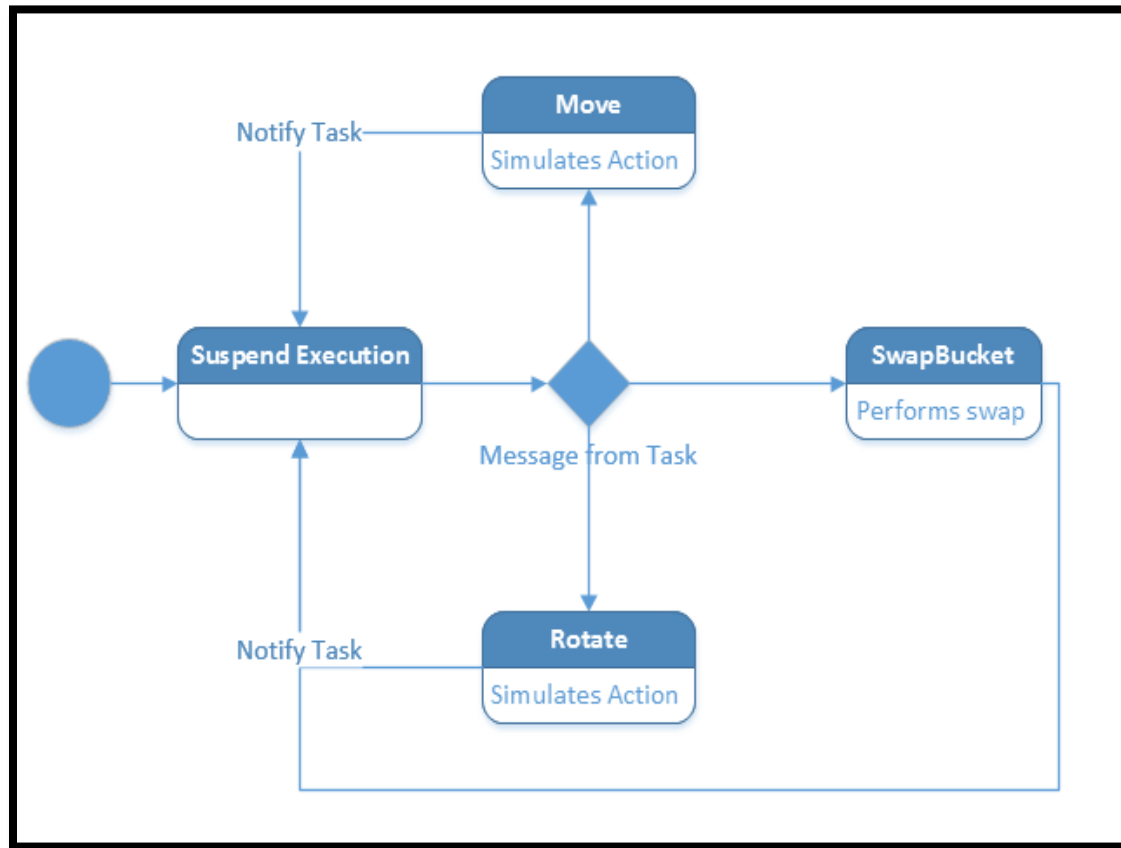 Move
Notify Task
Simulates Action
Suspend Execution
SwapBucket
Performs swap
Message from Task
Rotate
Notify Task
Simulates Action